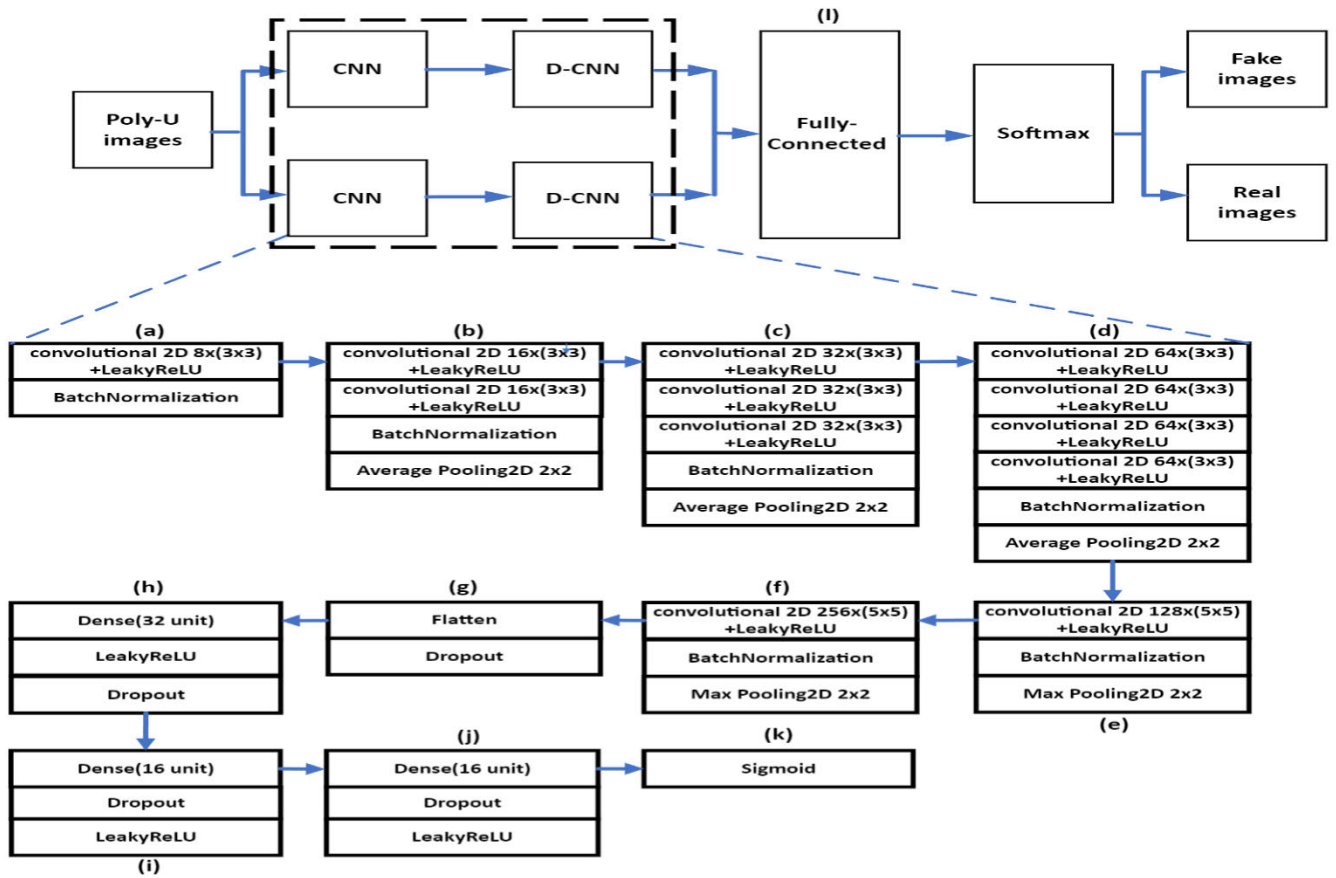 (l)
CNN
D-CNN
Poly-U
images
CNN
D-CNN
Fully-
Connected
Softmax
Fake
images
Real
images
(a)
convolutional 2D 8x(3x3)
+LeakyReLU
BatchNormalization
(b)
convolutional 2D 16x(3x3)
+LeakyReLU
convolutional 2D 16x(3x3)
+LeakyReLU
BatchNormalization
Average Pooling2D 2x2
(c)
convolutional 2D 32x(3x3)
+LeakyReLU
convolutional 2D 32x(3x3)
+LeakyReLU
convolutional 2D 32x(3x3)
+LeakyReLU
BatchNormalization
Average Pooling2D 2x2
(d)
convolutional 2D 64x(3x3)
+LeakyReLU
convolutional 2D 64x(3x3)
+LeakyReLU
convolutional 2D 64x(3x3)
+LeakyReLU
convolutional 2D 64x(3x3)
+LeakyReLU
BatchNormalization
Average Pooling2D 2x2
convolutional 2D 128x(5x5)
+LeakyReLU
BatchNormalization
Max Pooling2D 2x2
(e)
(f)
convolutional 2D 256x(5x5)
+LeakyReLU
BatchNormalization
Max Pooling2D 2x2
(g)
Flatten
Dropout
(h)
Dense(32 unit)
LeakyReLU
Dropout
Dense(16 unit)
Dropout
LeakyReLU
(i)
(j)
Dense(16 unit)
Dropout
LeakyReLU
(k)
Sigmoid